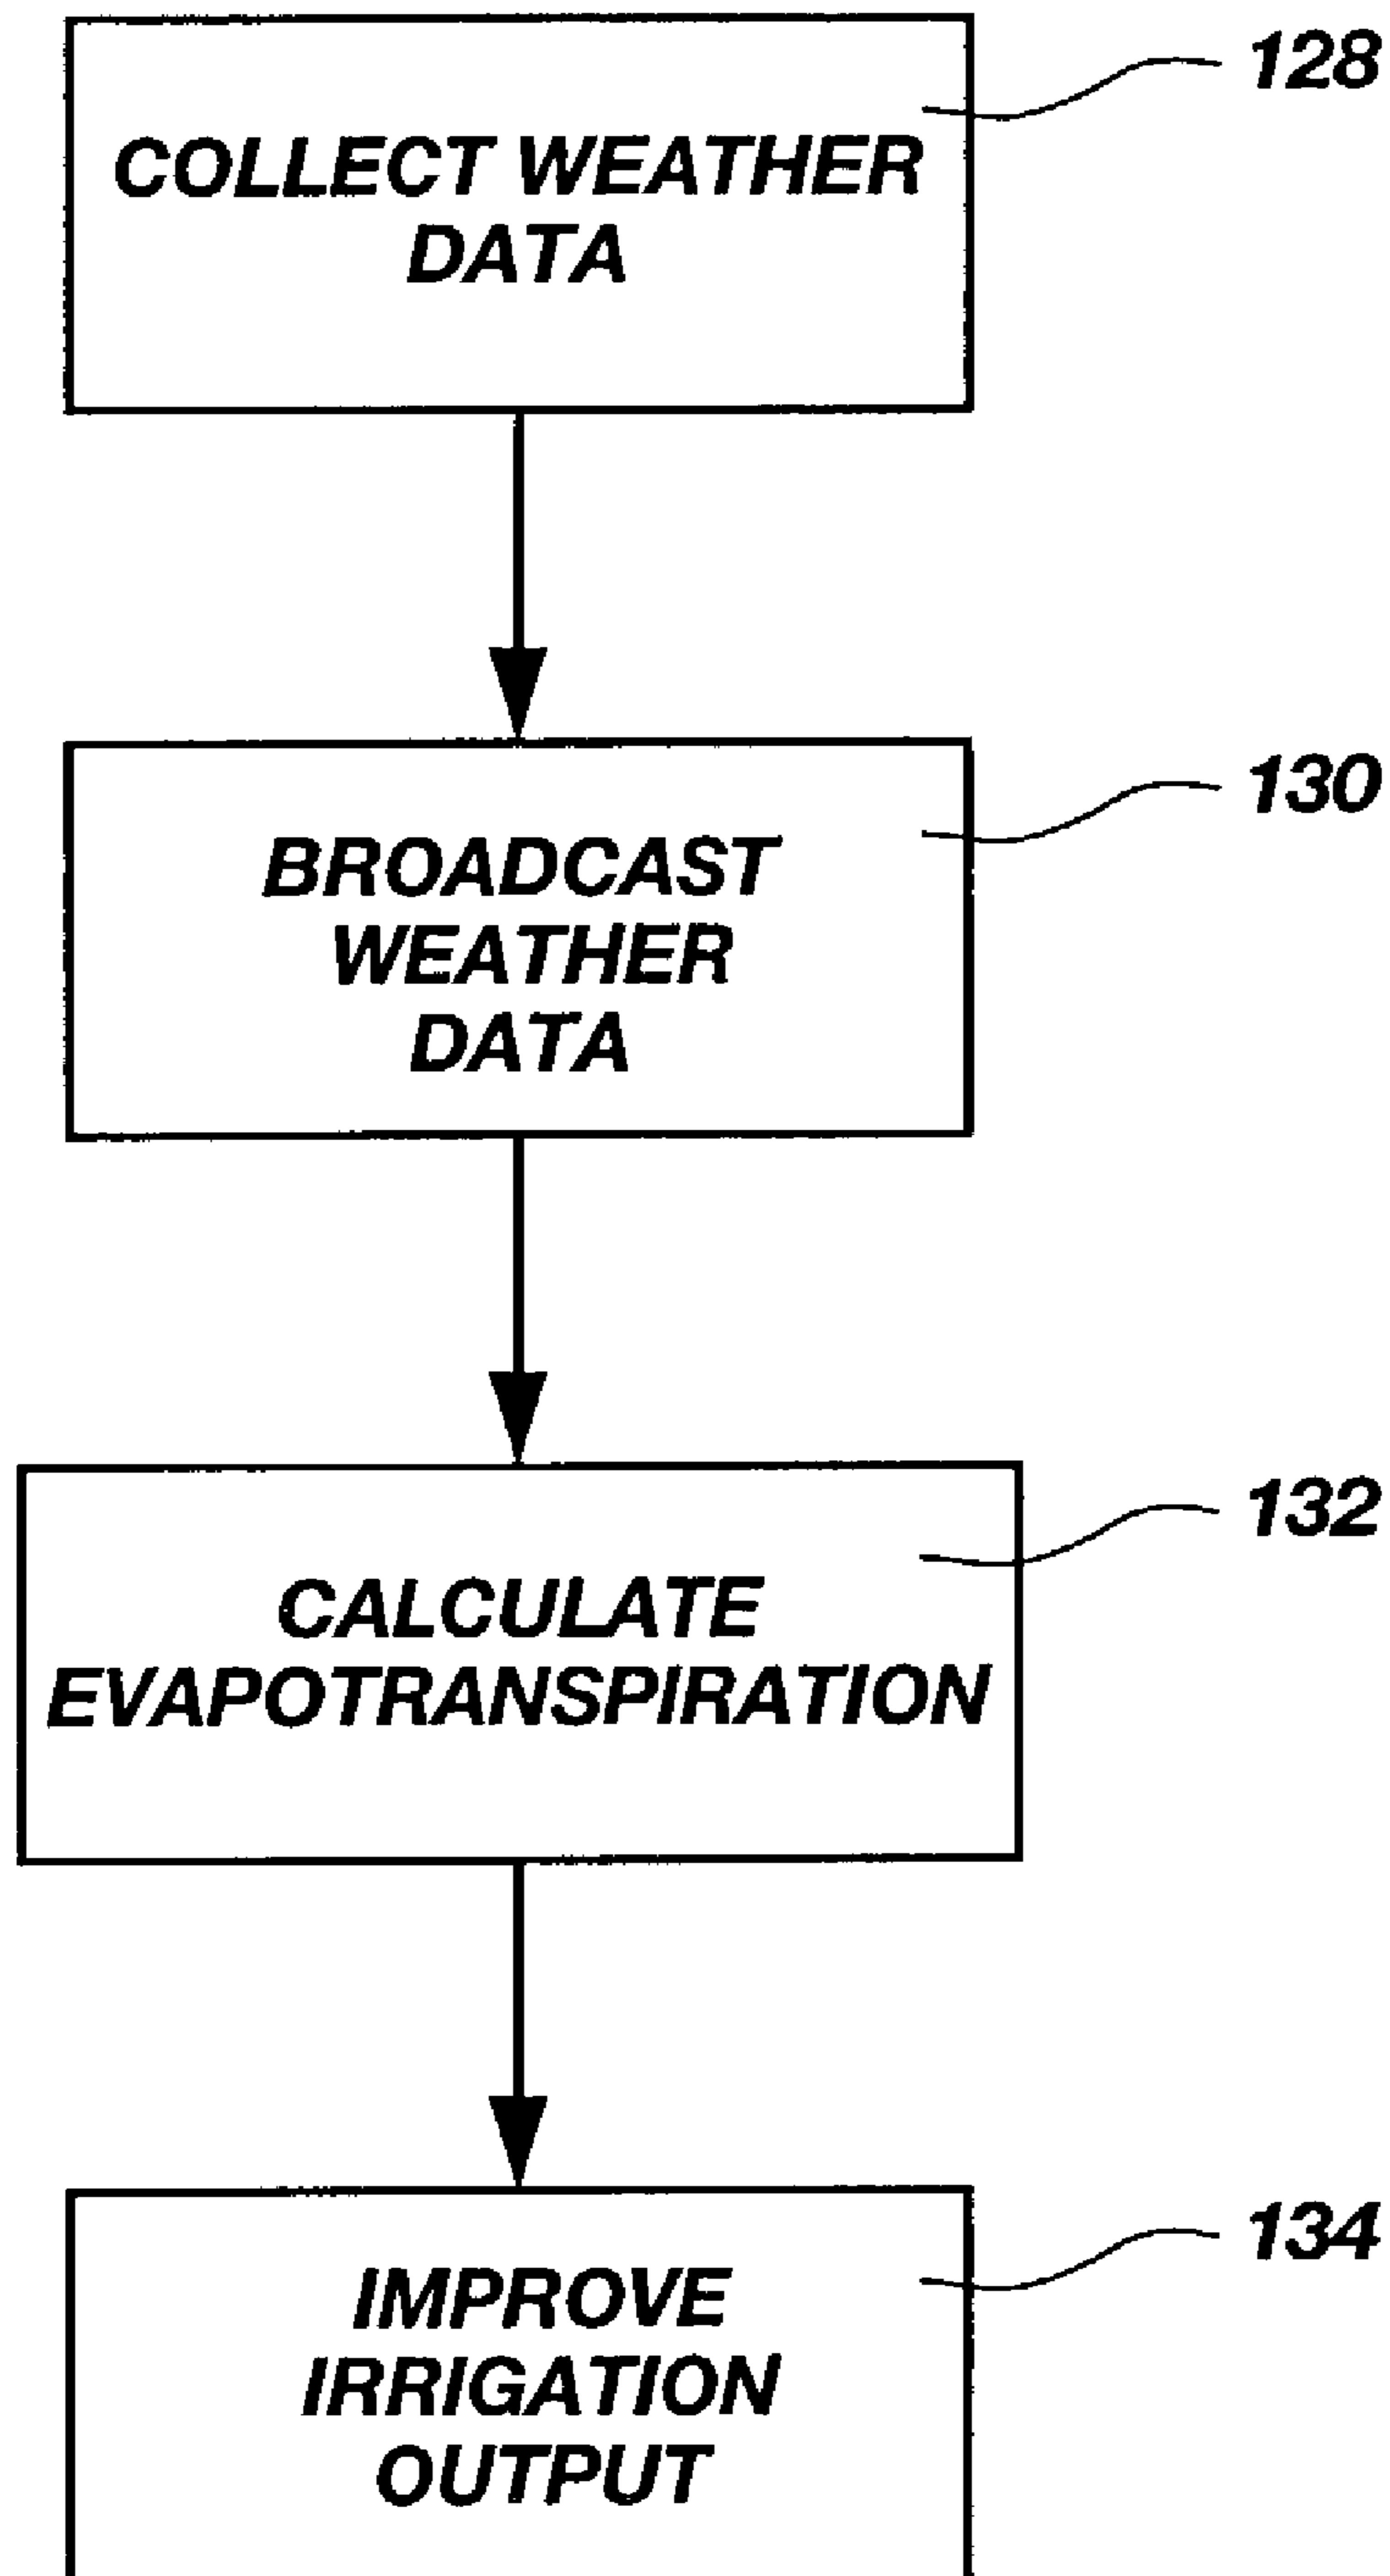 128
COLLECT WEATHER
DATA
130
BROADCAST
WEATHER
DATA
132
CALCULATE
EVAPOTRANSPIRATION
134
IMPROVE
IRRIGATION
OUTPUT